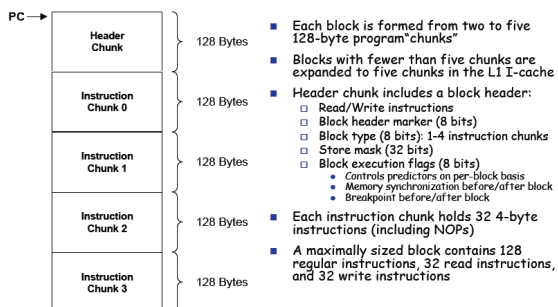 PC
Header
Chunk
128 Bytes
Instruction
Chunk 0
128 Bytes
Instruction
Chunk 1
128 Bytes
Instruction
Chunk 2
128 Bytes
Instruction
Chunk 3
128 Bytes
Each block is formed from two to five
128-byte program"chunks"
Blocks with fewer than five chunks are
expanded to five chunks in the L1 I-cache
Header chunk includes a block header:
Read/Write instructions
Block header marker (8 bits)
Block type (8 bits): 1-4 instruction chunks
Store mask (32 bits)
Block execution flags (8 bits)
Controls predictors on per-block basis
Memory synchronization before/after block
Breakpoint before/after block
Each instruction chunk holds 32 4-byte
instructions (including NOPs)
A maximally sized block contains 128
regular instructions, 32 read instructions,
and 32 write instructions